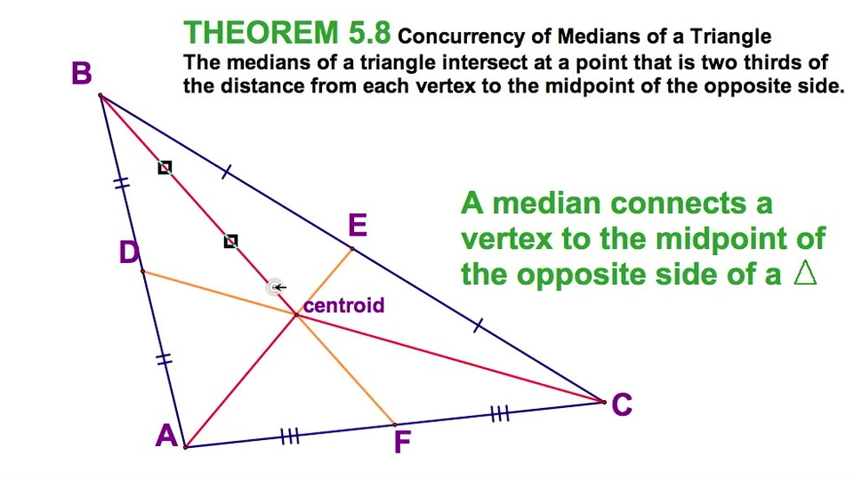 THEOREM 5.8 Concurrency of Medians of a Triangle
The medians of a triangle intersect at a point that is two thirds of
the distance from each vertex to the midpoint of the opposite side.
B
A median connects a
vertex to the midpoint of
the opposite side of a △
E
D
centroid
C
A
F